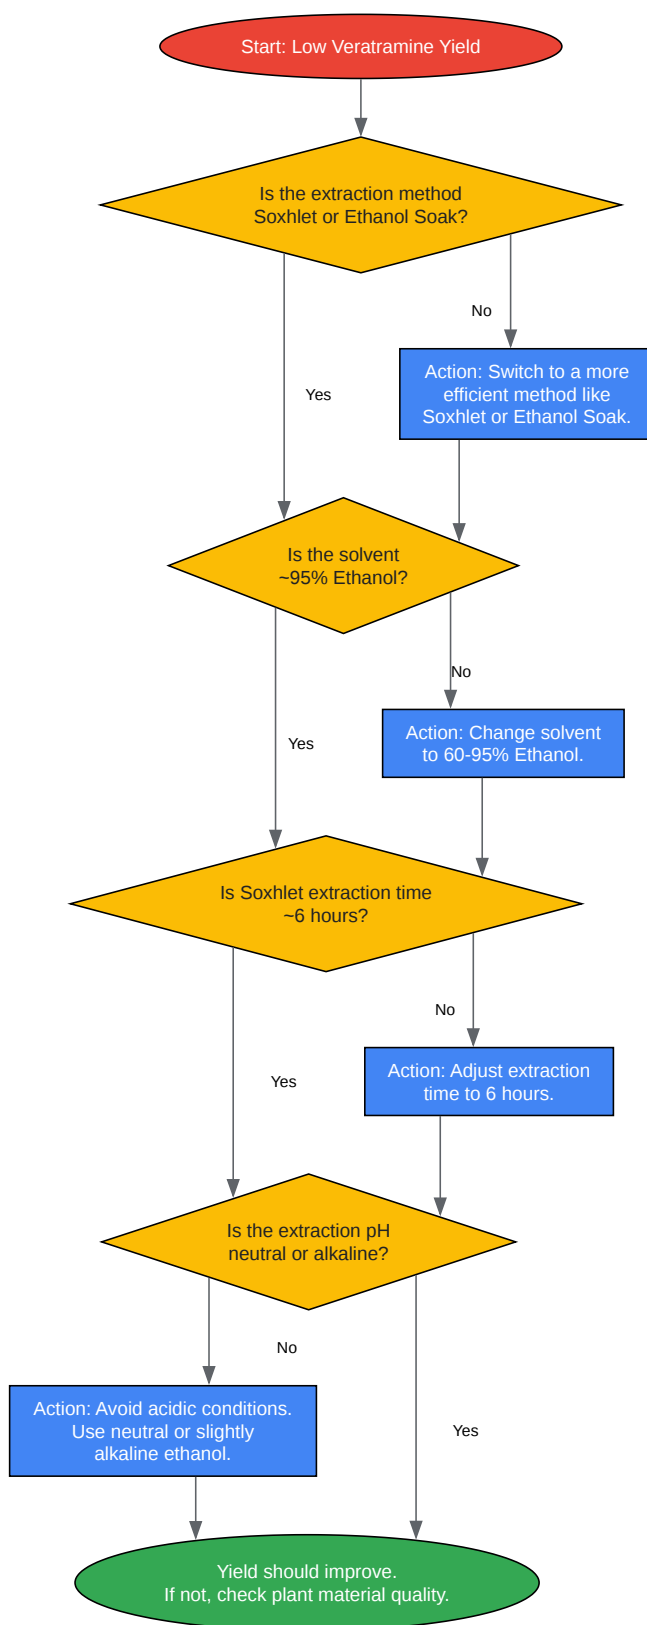 Start: Low Veratramine Yield
Is the extraction method
Soxhlet or Ethanol Soak?
No
Action: Switch to a more
efficient method like
Soxhlet or Ethanol Soak.
Yes
Is the solvent
~95% Ethanol?
No
Action: Change solvent
to 60-95% Ethanol.
Yes
Is Soxhlet extraction time
~6 hours?
No
Action: Adjust extraction
time to 6 hours.
Yes
Is the extraction pH
neutral or alkaline?
No
Action: Avoid acidic conditions.
Use neutral or slightly
alkaline ethanol.
Yes
Yield should improve.
If not, check plant material quality.